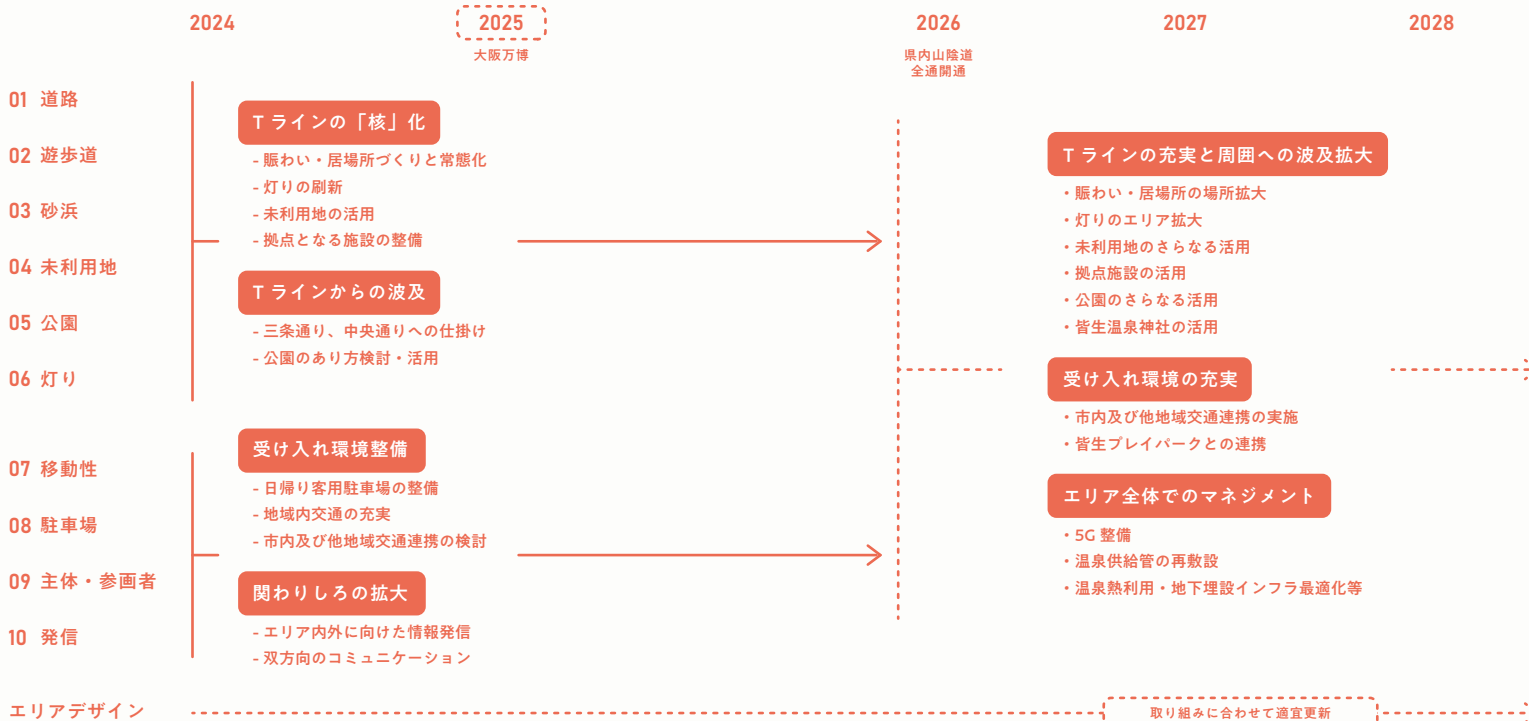 2024
2025
2026
2027
2028
大阪万博
県内山陰道
全通開通
01 道路
02 遊歩道
03 砂浜
04 未利用地
05 公園
06 灯り
07 移動性
08 駐車場
09 主体・参画者
10 発信
T ラインの「核」化
- 賑わい・居場所づくりと常態化
- 灯りの刷新
- 未利用地の活用
- 拠点となる施設の整備
T ラインからの波及
- 三条通り、中央通りへの仕掛け
- 公園のあり方検討・活用
受け入れ環境整備
- 日帰り客用駐車場の整備
- 地域内交通の充実
- 市内及び他地域交通連携の検討
関わりしろの拡大
- エリア内外に向けた情報発信
- 双方向のコミュニケーション
T ラインの充実と周囲への波及拡大
・賑わい・居場所の場所拡大
・灯りのエリア拡大
・未利用地のさらなる活用
・拠点施設の活用
・公園のさらなる活用
・皆生温泉神社の活用
受け入れ環境の充実
・市内及び他地域交通連携の実施
・皆生プレイパークとの連携
エリア全体でのマネジメント
・5G 整備
・温泉供給管の再敷設
・温泉熱利用・地下埋設インフラ最適化等
エリアデザイン
取り組みに合わせて適宜更新